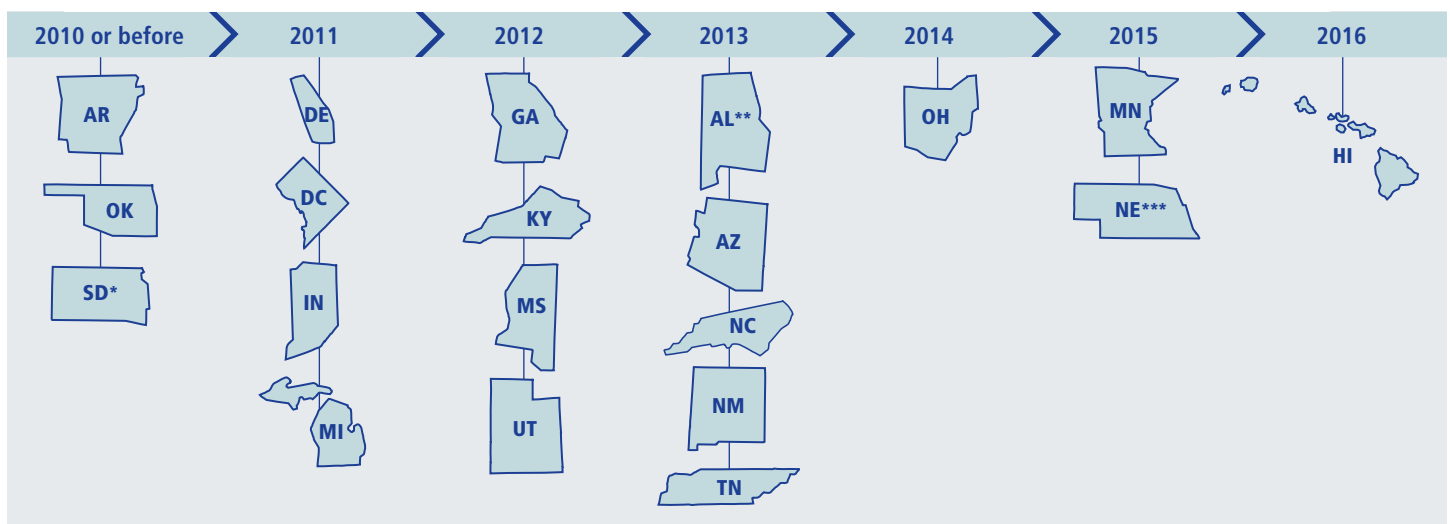 2010 or before
2011
2012
2013
2014
2015
2016
AR
OK
SD*
DE
DC
IN
MI
GA
KY
MS
UT
AL**
AZ
NC
NM
TN
OH
MN
NE***
HI